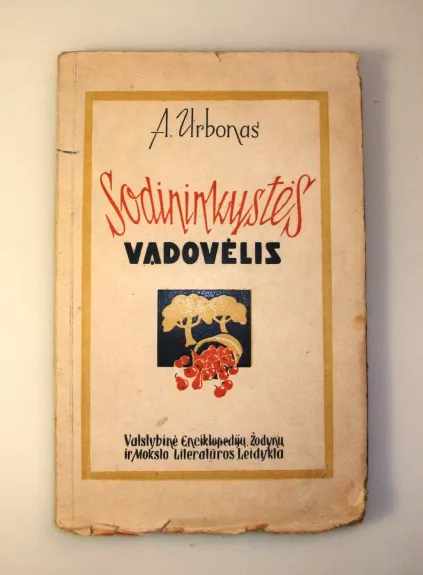 A. Urbonas
Sodininkystės
VADOVĖLIS
Valstybinė Enciklopedijų, Žodynų
ir Mokslo Literatūros Leidykla